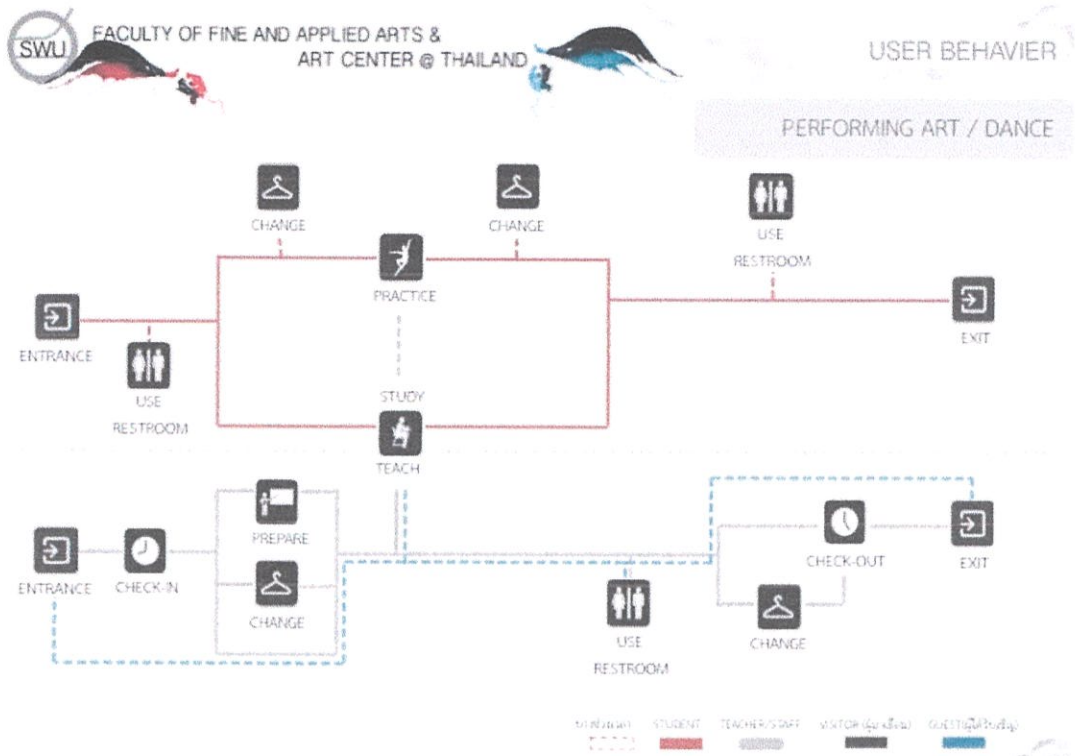 SWU
FACULTY OF FINE AND APPLIED ARTS &
ART CENTER @ THAILAND
USER BEHAVIER
PERFORMING ART / DANCE
CHANGE
CHANGE
USE
RESTROOM
PRACTICE
ENTRANCE
EXIT
USE
RESTROOM
STUDY
TEACH
PREPARE
ENTRANCE
CHECK-IN
CHECK-OUT
EXIT
CHANGE
USE
RESTROOM
CHANGE
STUDENT
TEACHER/STAFF
VISITOR
GUEST